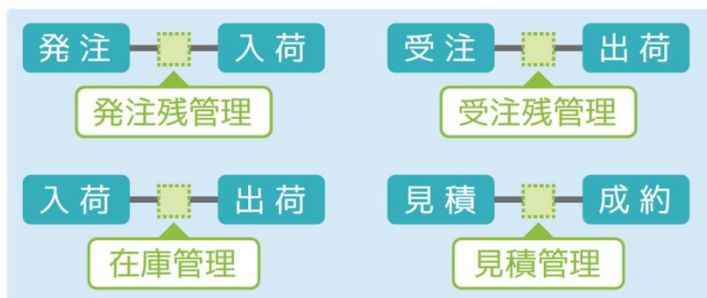 発注 入荷
発注残管理
受注 出荷
受注残管理
入荷 出荷
在庫管理
見積 成約
見積管理